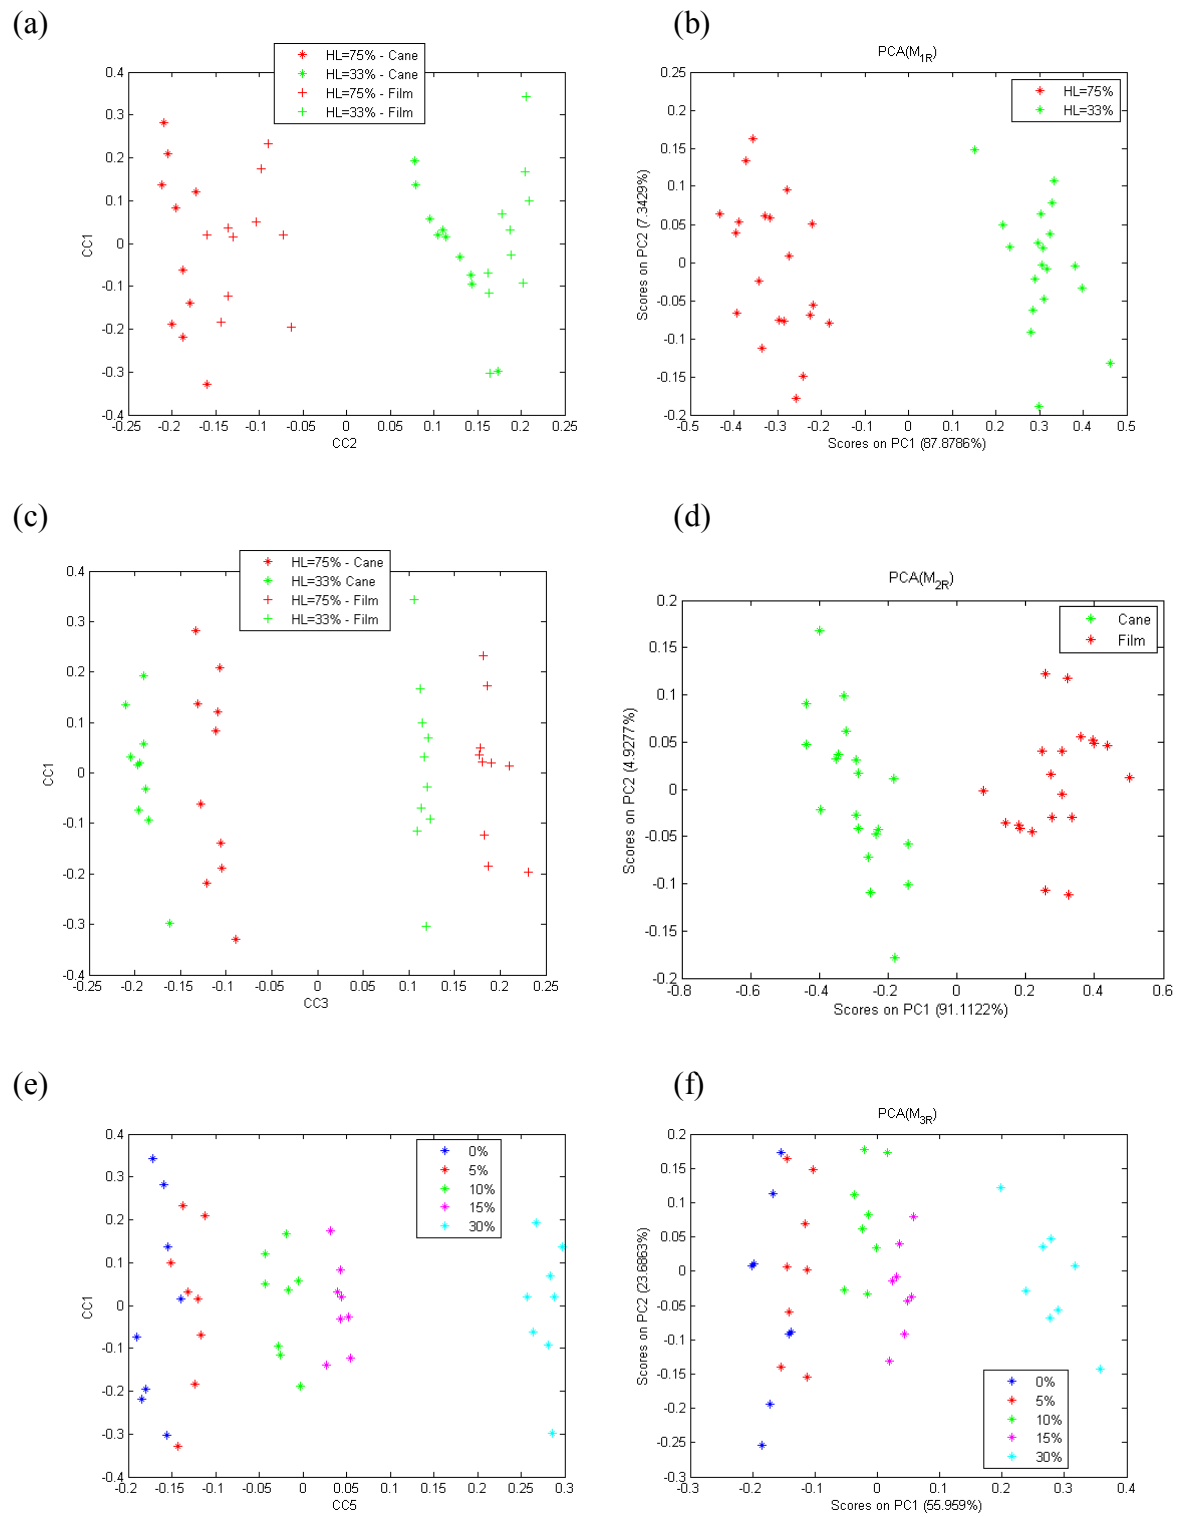 (a)
HL=75% - Cane
HL=33% - Cane
HL=75% - Film
HL=33% - Film
0.4
0.3
0.2
0.1
0
-0.1
-0.2
-0.3
-0.4
CC1
-0.25 -0.2 -0.15 -0.1 -0.05 0 0.05 0.1 0.15 0.2 0.25
CC2
(b)
PCA(M1R)
HL=75%
HL=33%
0.25
0.2
0.15
0.1
0.05
0
-0.05
-0.1
-0.15
-0.2
Scores on PC2 (7.3429%)
-0.5 -0.4 -0.3 -0.2 -0.1 0 0.1 0.2 0.3 0.4 0.5
Scores on PC1 (87.8786%)
(c)
HL=75% - Cane
HL=33% Cane
HL=75% - Film
HL=33% - Film
0.4
0.3
0.2
0.1
0
-0.1
-0.2
-0.3
-0.4
CC1
-0.25 -0.2 -0.15 -0.1 -0.05 0 0.05 0.1 0.15 0.2 0.25
CC3
(d)
PCA(M2R)
Cane
Film
0.2
0.15
0.1
0.05
0
-0.05
-0.1
-0.15
-0.2
Scores on PC2 (4.9277%)
-0.8 -0.6 -0.4 -0.2 0 0.2 0.4 0.6
Scores on PC1 (91.1122%)
(e)
0%
5%
10%
15%
30%
0.4
0.3
0.2
0.1
0
-0.1
-0.2
-0.3
-0.4
CC1
-0.2 -0.15 -0.1 -0.05 0 0.05 0.1 0.15 0.2 0.25 0.3
CC5
(f)
PCA(M3R)
0.2
0.15
0.1
0.05
0
-0.05
-0.1
-0.15
-0.2
-0.25
-0.3
Scores on PC2 (23.6863%)
0%
5%
10%
15%
30%
-0.3 -0.2 -0.1 0 0.1 0.2 0.3 0.4
Scores on PC1 (55.959%)